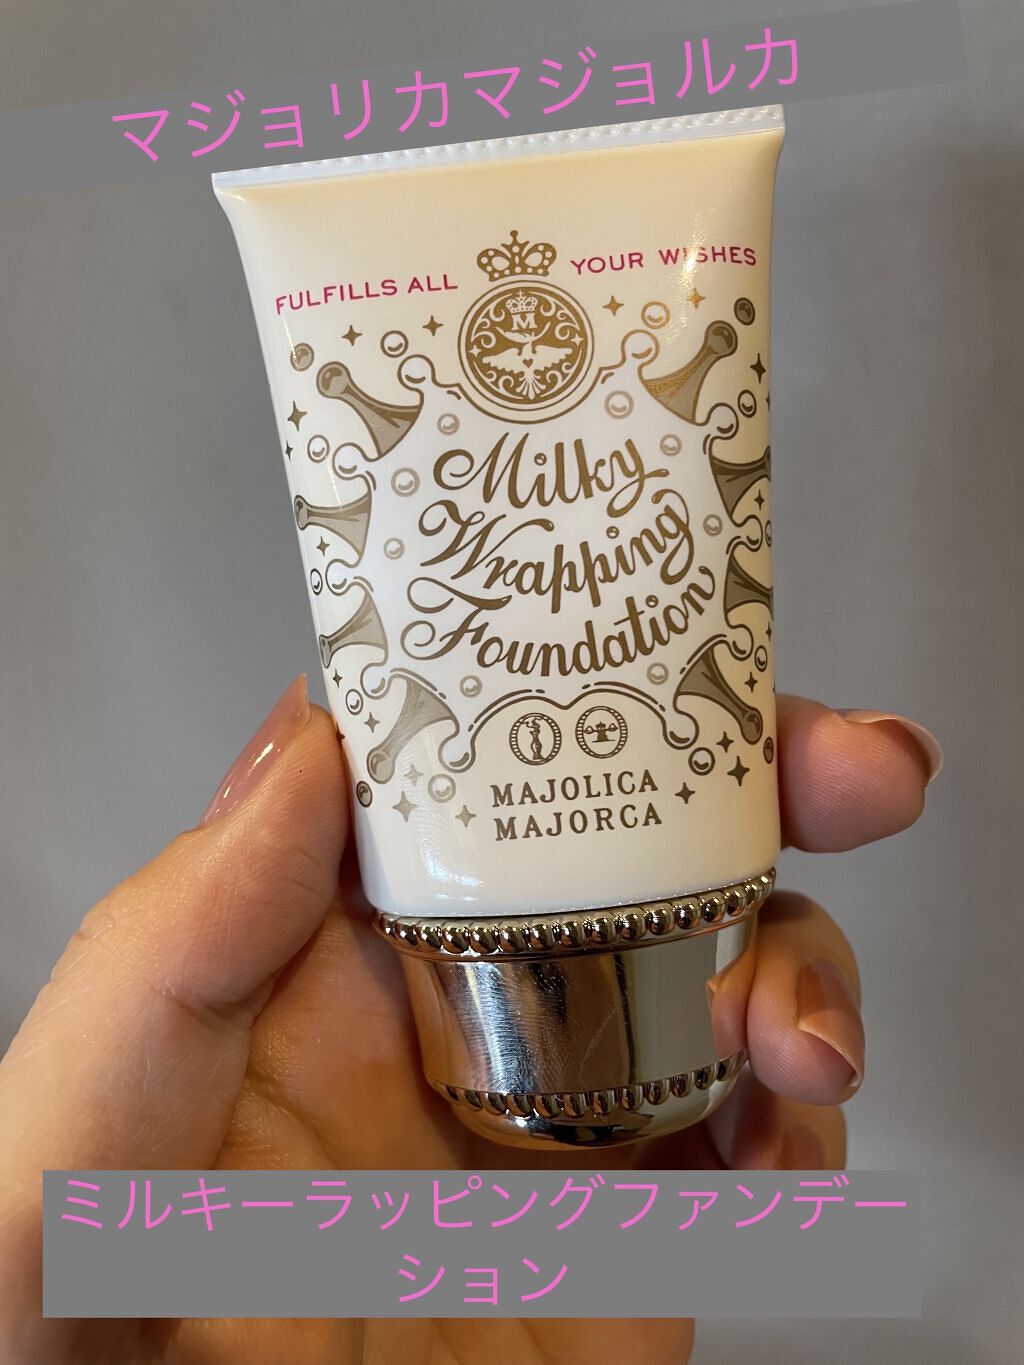 マジョリカマジョルカ
FULFILLS ALL YOUR WISHES
M
Milky
Wrapping
Foundation
MAJOLICA
MAJORCA
ミルキーラッピングファンデー
ション